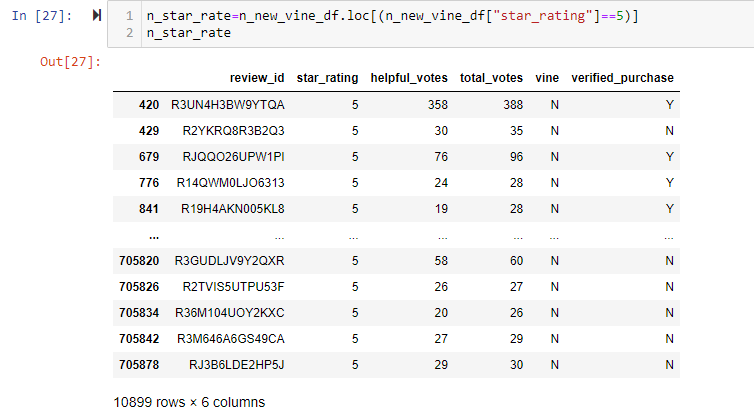 In [27]:
1 n_star_rate=n_new_vine_df.loc[(n_new_vine_df["star_rating"]==5)]
2 n_star_rate
Out[27]:
review_id star_rating helpful_votes total_votes vine verified_purchase
420 R3UN4H3BW9YTQA 5 358 388 N Y
429 R2YKRQ8R3B2Q3 5 30 35 N N
679 RJQQO26UPW1PI 5 76 96 N Y
776 R14QWM0LJO6313 5 24 28 N Y
841 R19H4AKN005KL8 5 19 28 N Y
... ... ... ... ... ... ...
705820 R3GUDLJV9Y2QXR 5 58 60 N N
705826 R2TVIS5UTPU53F 5 26 27 N N
705834 R36M104UOY2KXC 5 20 26 N N
705842 R3M646A6GS49CA 5 27 29 N N
705878 RJ3B6LDE2HP5J 5 29 30 N N
10899 rows × 6 columns